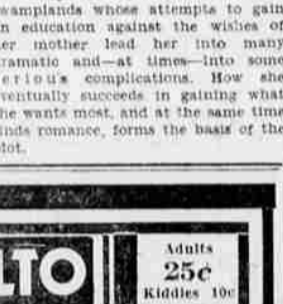 wamplands whose attempts to gain
n education against the wishes of
er mother lead her into many
ramatic and—at times—into some
erious complications. How she
ventually succeeds in gaining what
he wants most, and at the same time
inds romance, forms the basis of the
lot.
LTO
Adults
25¢
Kiddies 10c